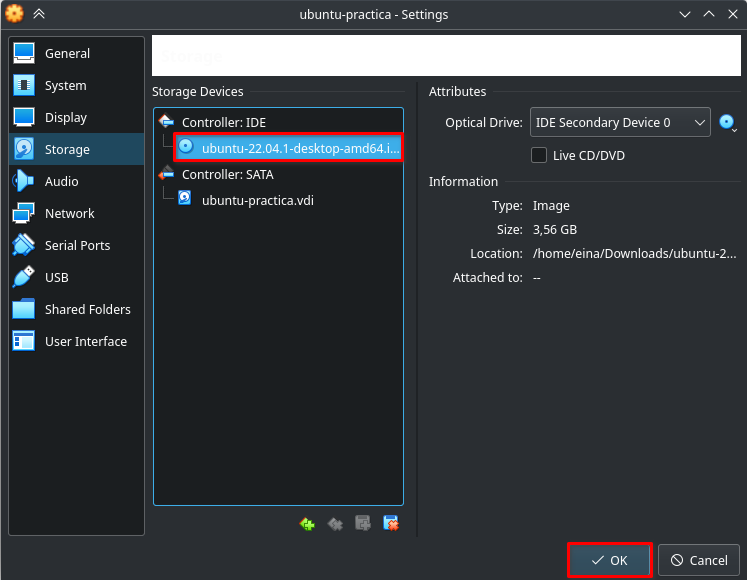 ubuntu-practica - Settings
General
System
Display
Storage
Audio
Network
Serial Ports
USB
Shared Folders
User Interface
Storage
Storage Devices
Controller: IDE
ubuntu-22.04.1-desktop-amd64.i...
Controller: SATA
ubuntu-practica.vdi
Attributes
Optical Drive: IDE Secondary Device 0
Live CD/DVD
Information
Type: Image
Size: 3,56 GB
Location: /home/eina/Downloads/ubuntu-2...
Attached to: --
OK
Cancel